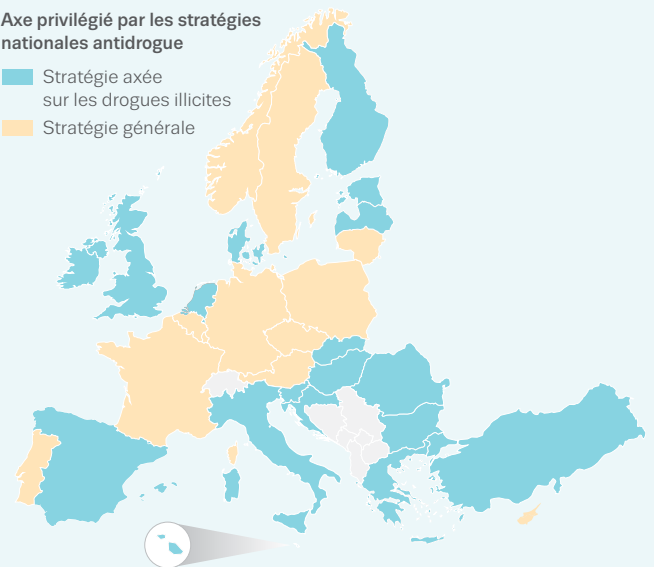 Axe privilégié par les stratégies
nationales antidrogue
Stratégie axée
sur les drogues illicites
Stratégie générale